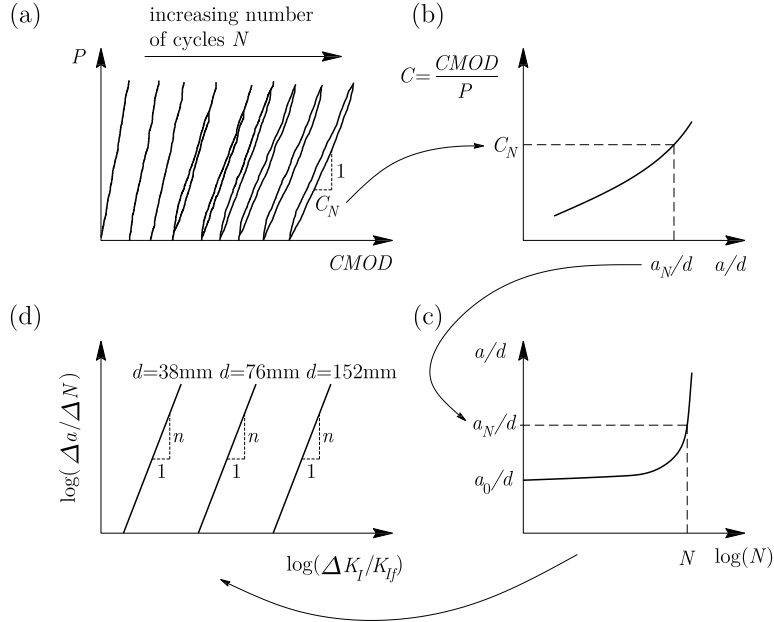 (a)
increasing number
of cycles N
P
1
C_N
CMOD
(b)
C=CMOD/P
C_N
a_N/d
a/d
(c)
a/d
a_N/d
a_0/d
N
log(N)
(d)
d=38mm d=76mm d=152mm
log(Δa/ΔN)
n
1
n
1
n
1
log(ΔK_I/K_If)